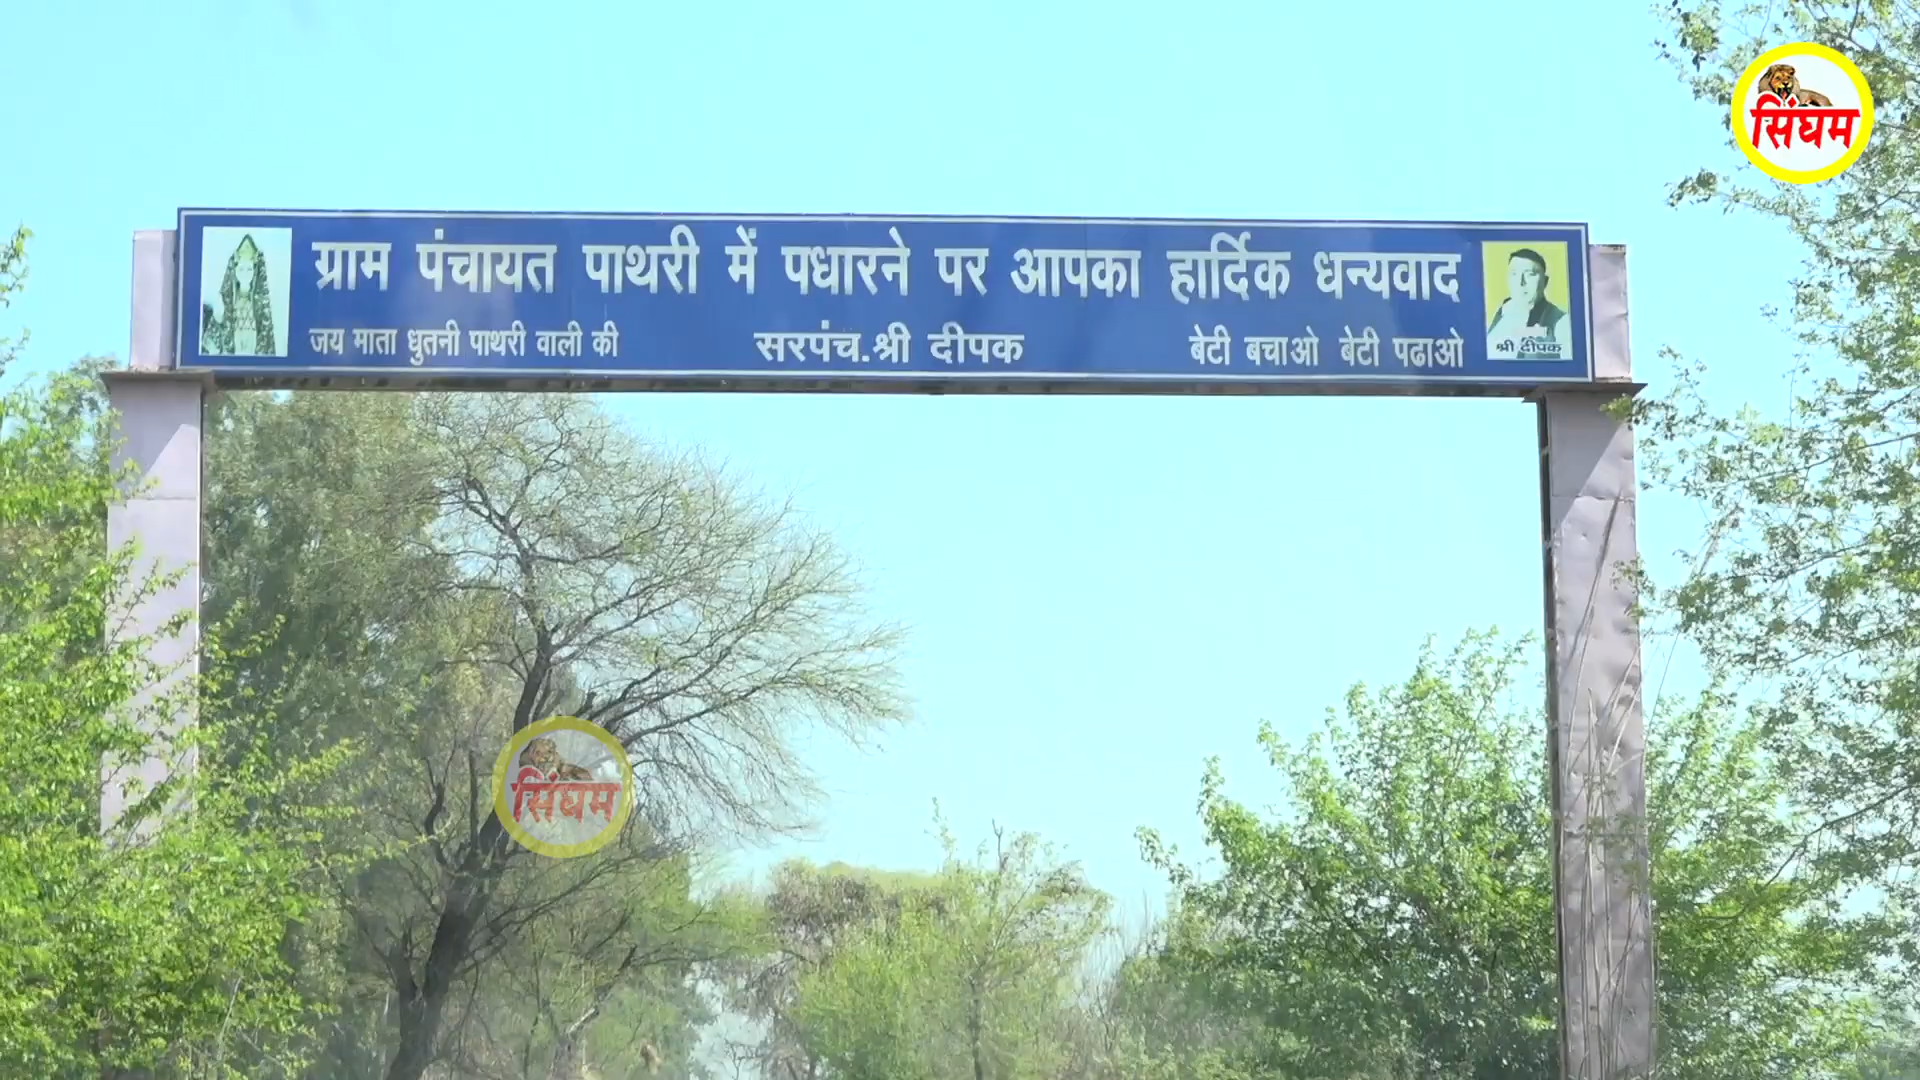 सिंघम
ग्राम पंचायत पाथरी में पधारने पर आपका हार्दिक धन्यवाद
जय माता धुतनी पाथरी वाली की सरपंच.श्री दीपक बेटी बचाओ बेटी पढाओ
श्री दीपक
सिंघम